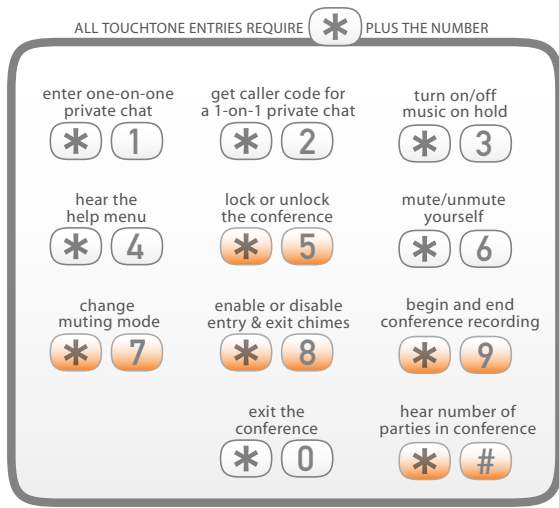 ALL TOUCHTONE ENTRIES REQUIRE * PLUS THE NUMBER
enter one-on-one
private chat
* 1
get caller code for
a 1-on-1 private chat
* 2
turn on/off
music on hold
* 3
hear the
help menu
* 4
lock or unlock
the conference
* 5
mute/unmute
yourself
* 6
change
muting mode
* 7
enable or disable
entry & exit chimes
* 8
begin and end
conference recording
* 9
exit the
conference
* 0
hear number of
parties in conference
* #